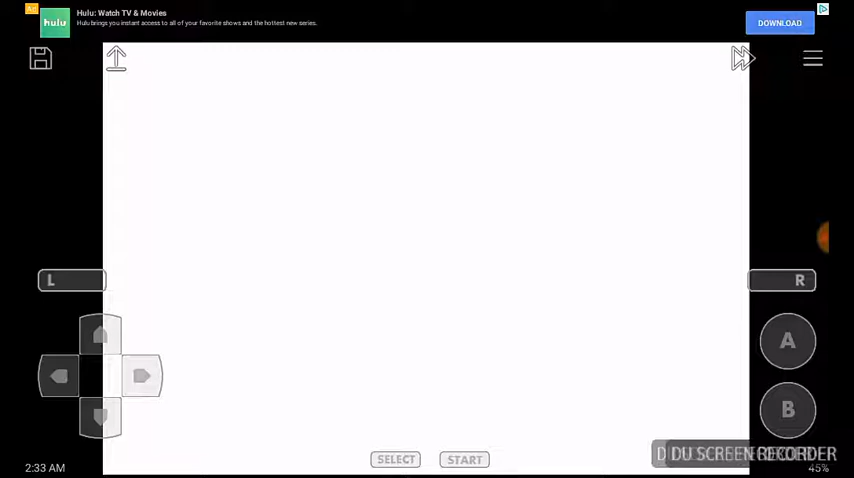 Ad
hulu
Hulu: Watch TV & Movies
Hulu brings you instant access to all of your favorite shows and the hottest new series.
DOWNLOAD
L
R
A
B
SELECT
START
DU SCREEN RECORDER
2:33 AM
45%